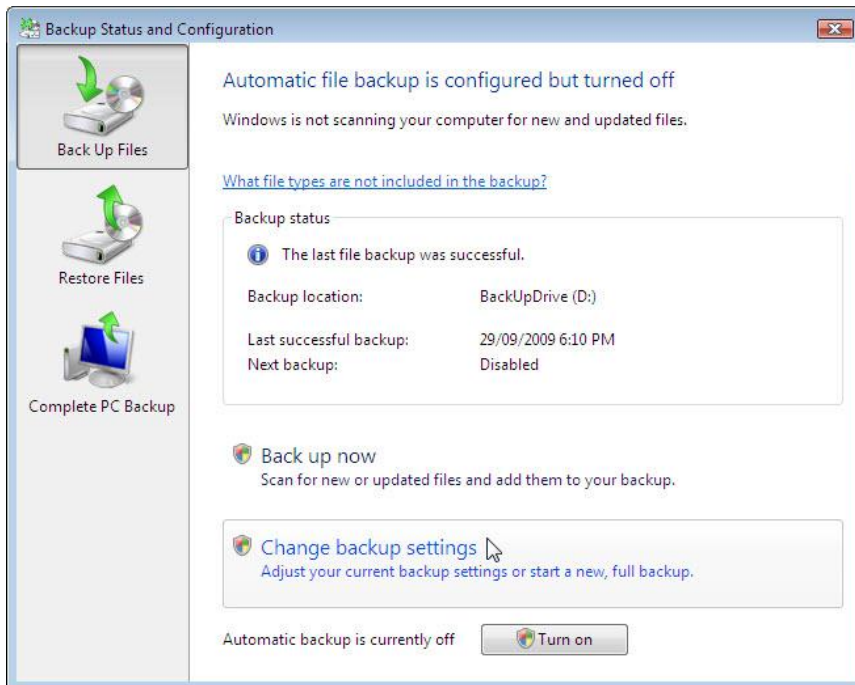 Backup Status and Configuration
Back Up Files
Restore Files
Complete PC Backup
Automatic file backup is configured but turned off
Windows is not scanning your computer for new and updated files.
What file types are not included in the backup?
Backup status
The last file backup was successful.
Backup location: BackUpDrive (D:)
Last successful backup: 29/09/2009 6:10 PM
Next backup: Disabled
Back up now
Scan for new or updated files and add them to your backup.
Change backup settings
Adjust your current backup settings or start a new, full backup.
Automatic backup is currently off Turn on